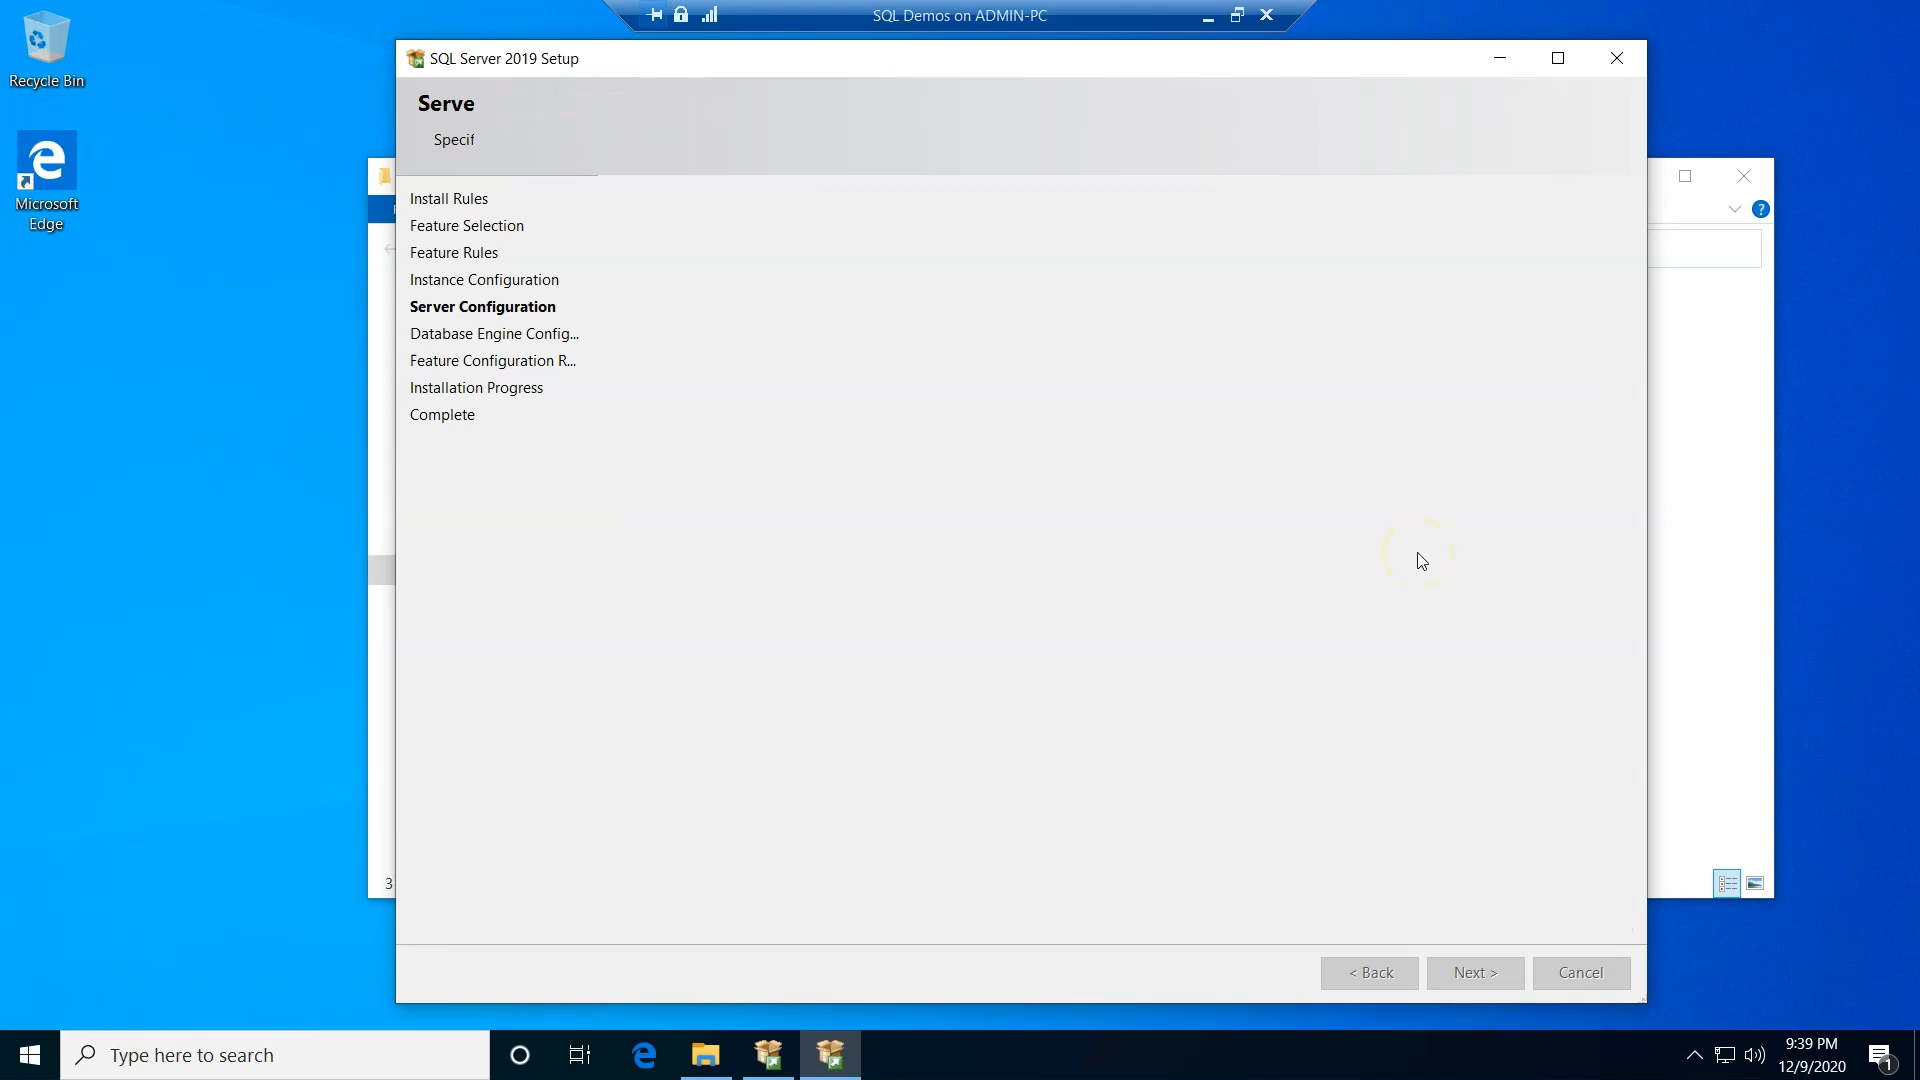 SQL Demos on ADMIN-PC
Recycle Bin
Microsoft
Edge
SQL Server 2019 Setup
Serve
Specif
Install Rules
Feature Selection
Feature Rules
Instance Configuration
Server Configuration
Database Engine Config...
Feature Configuration R...
Installation Progress
Complete
?
3
< Back
Next >
Cancel
Type here to search
9:39 PM
12/9/2020
1